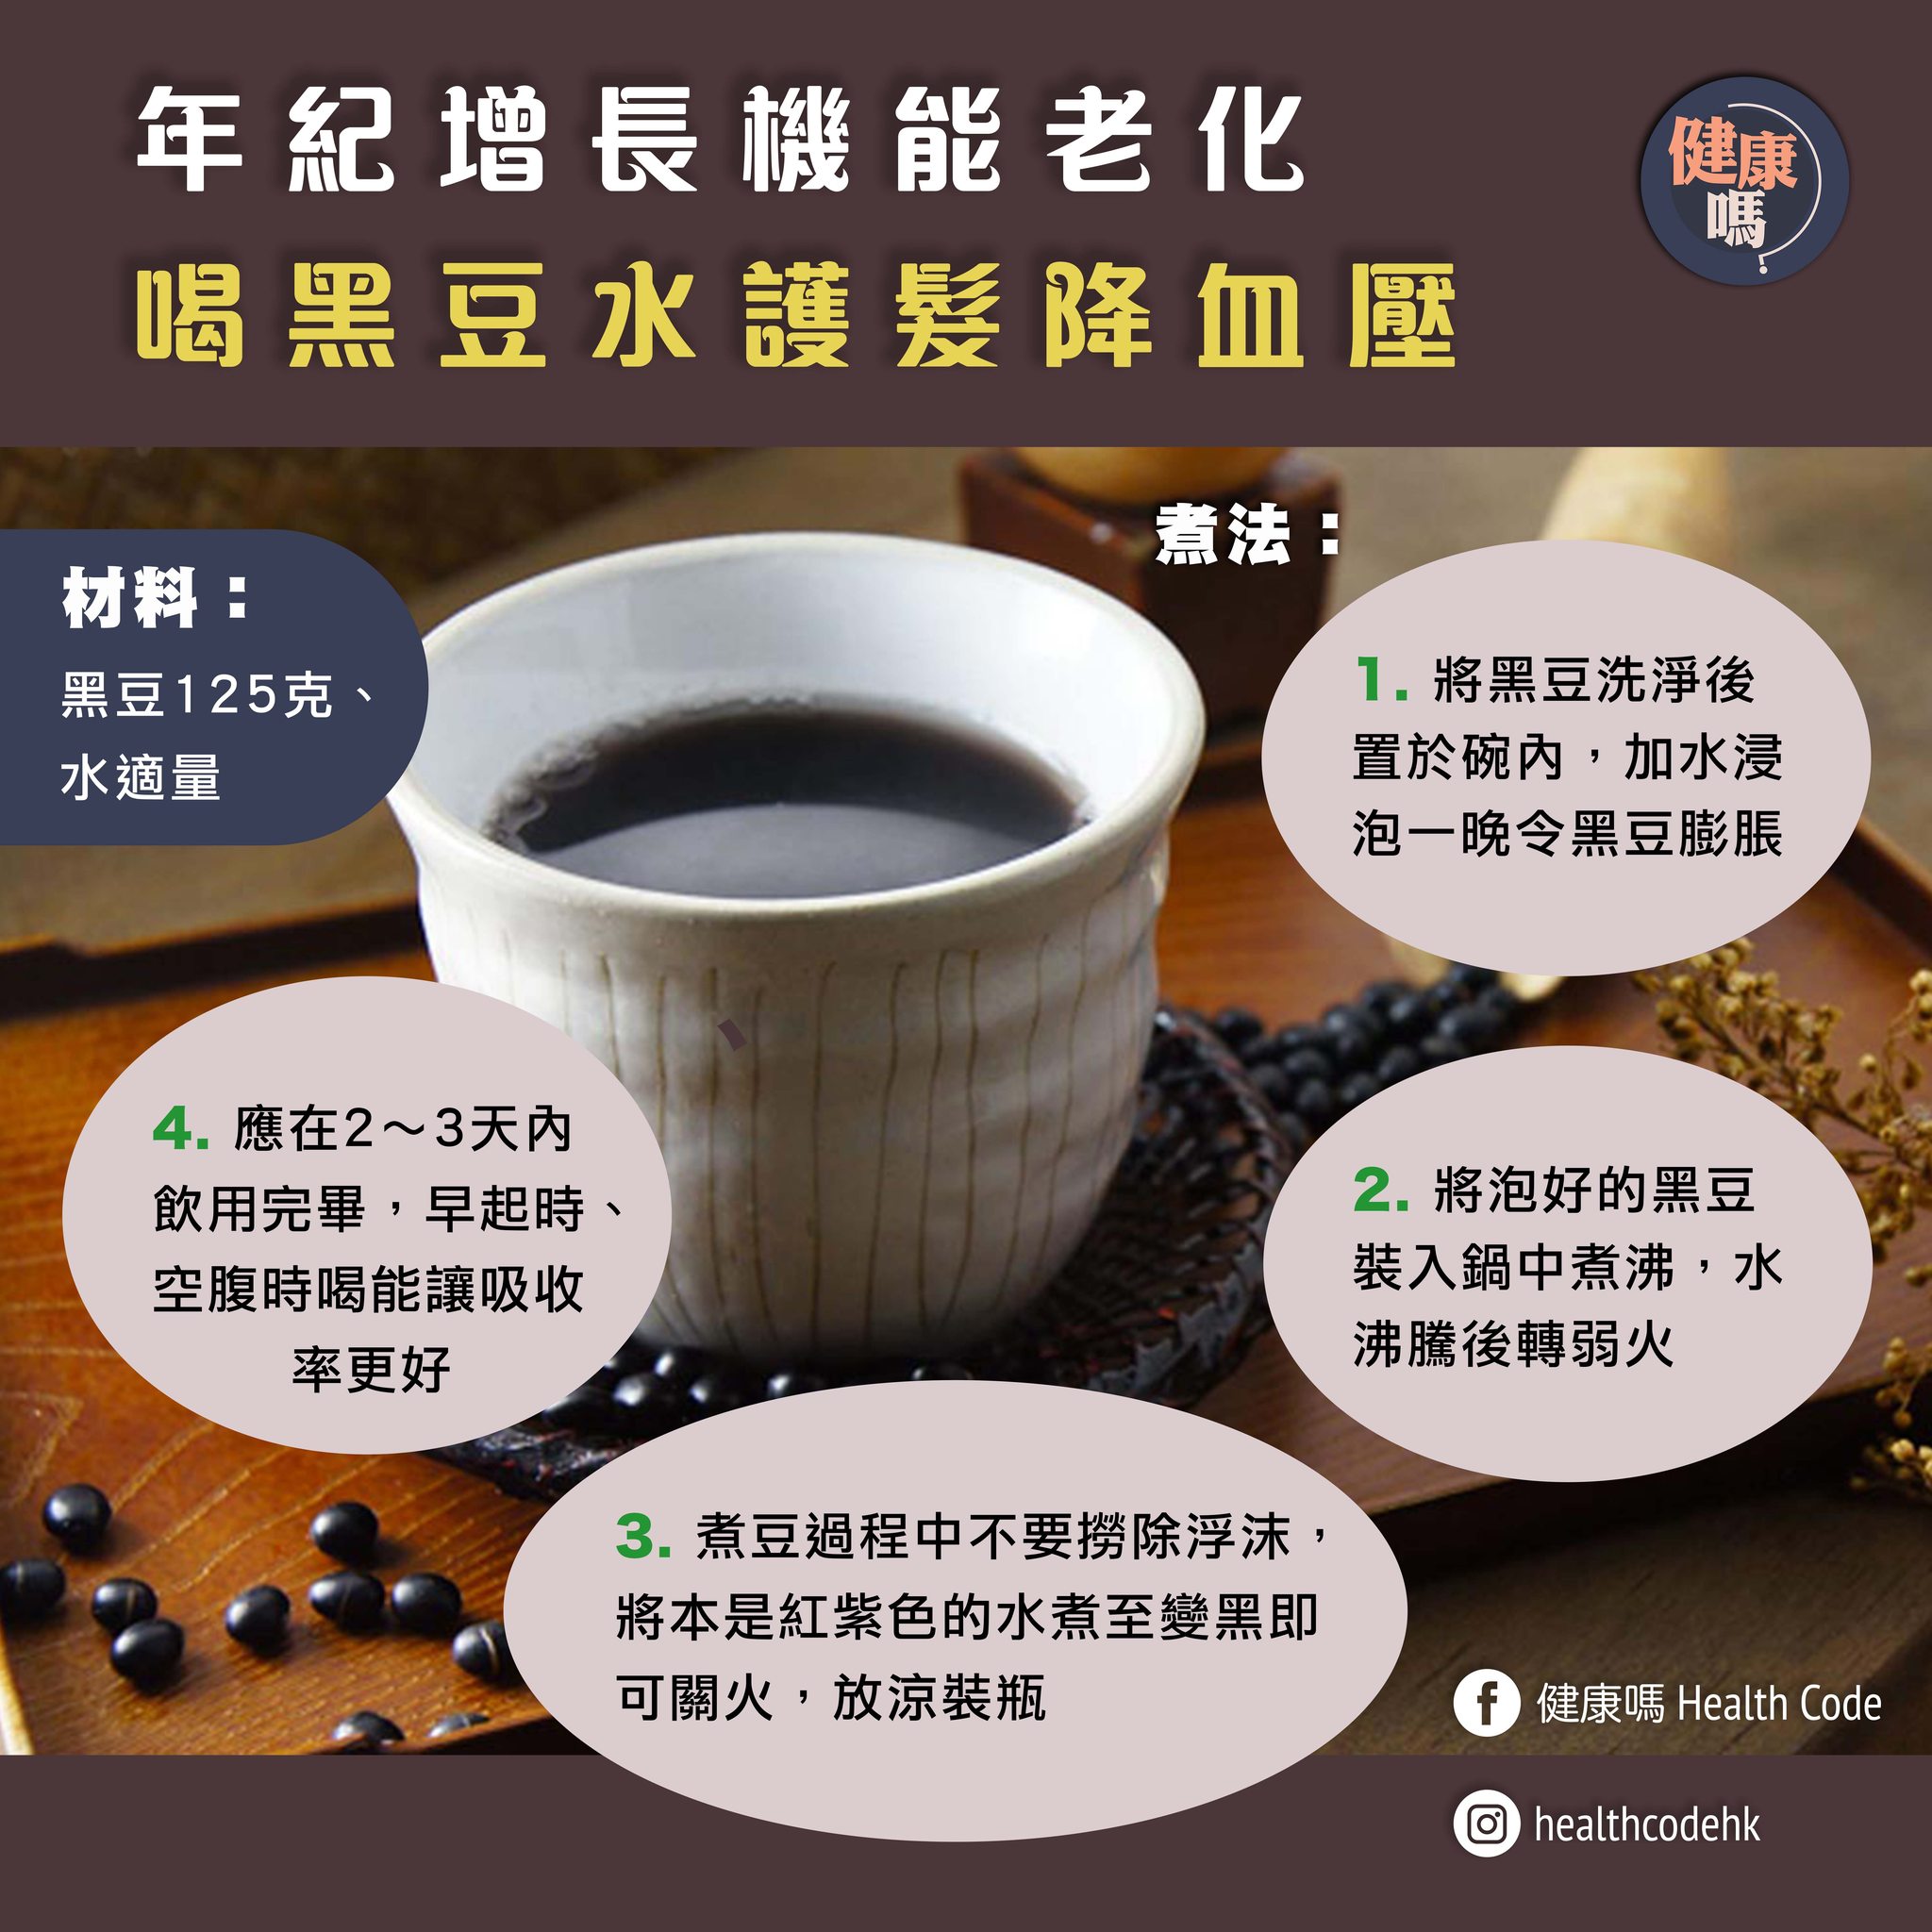 年紀增長機能老化
喝黑豆水護髮降血壓
健康
嗎?
材料：
黑豆125克、
水適量
煮法：
1. 將黑豆洗淨後
置於碗內，加水浸
泡一晚令黑豆膨脹
2. 將泡好的黑豆
裝入鍋中煮沸，水
沸騰後轉弱火
3. 煮豆過程中不要撈除浮沫，
將本是紅紫色的水煮至變黑即
可關火，放涼裝瓶
4. 應在2～3天內
飲用完畢，早起時、
空腹時喝能讓吸收
率更好
健康嗎 Health Code
healthcodehk